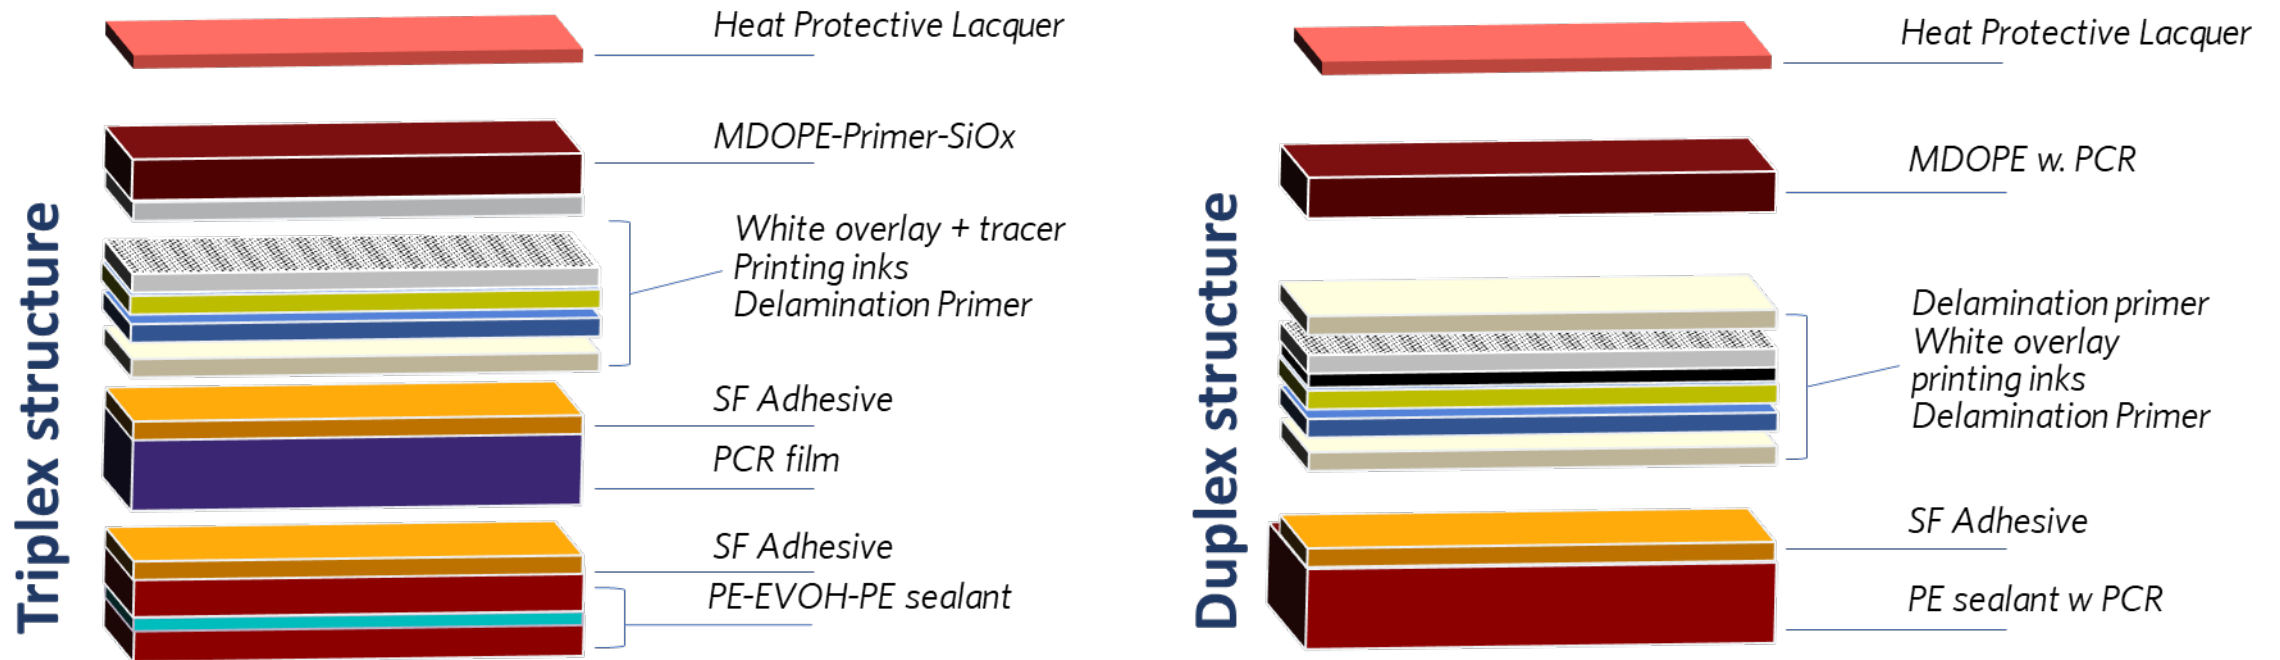 Triplex structure
Heat Protective Lacquer
MDOPE-Primer-SiOx
White overlay + tracer
Printing inks
Delamination Primer
SF Adhesive
PCR film
SF Adhesive
PE-EVOH-PE sealant
Duplex structure
Heat Protective Lacquer
MDOPE w. PCR
Delamination primer
White overlay
printing inks
Delamination Primer
SF Adhesive
PE sealant w PCR